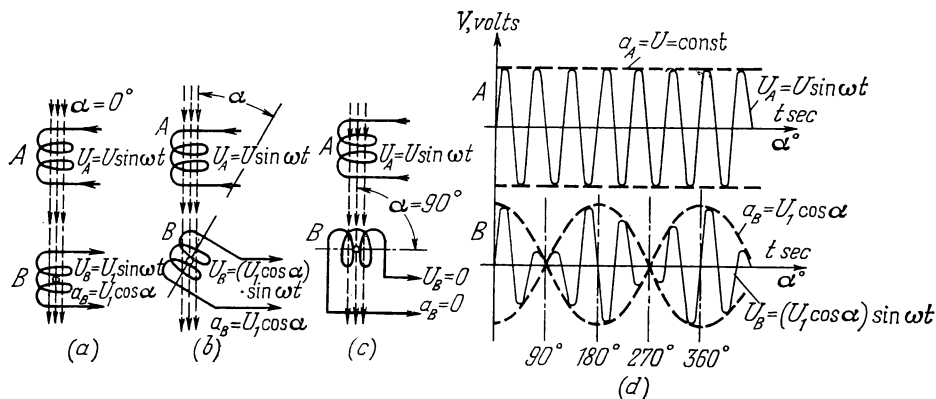 α=0°
A
U_A=U sin ωt
B
U_B=U_1 sin ωt
a_B=U_1 cos α
(a)
α
A
U_A=U sin ωt
B
U_B=(U_1 cos α)
· sin ωt
a_B=U_1 cos α
(b)
A
U_A=U sin ωt
α=90°
B
U_B=0
a_B=0
(c)
V, volts
a_A=U=const
A
U_A=U sin ωt
t sec
α°
a_B=U_1 cos α
B
t sec
α°
U_B=(U_1 cos α) sin ωt
90° 180° 270° 360°
(d)